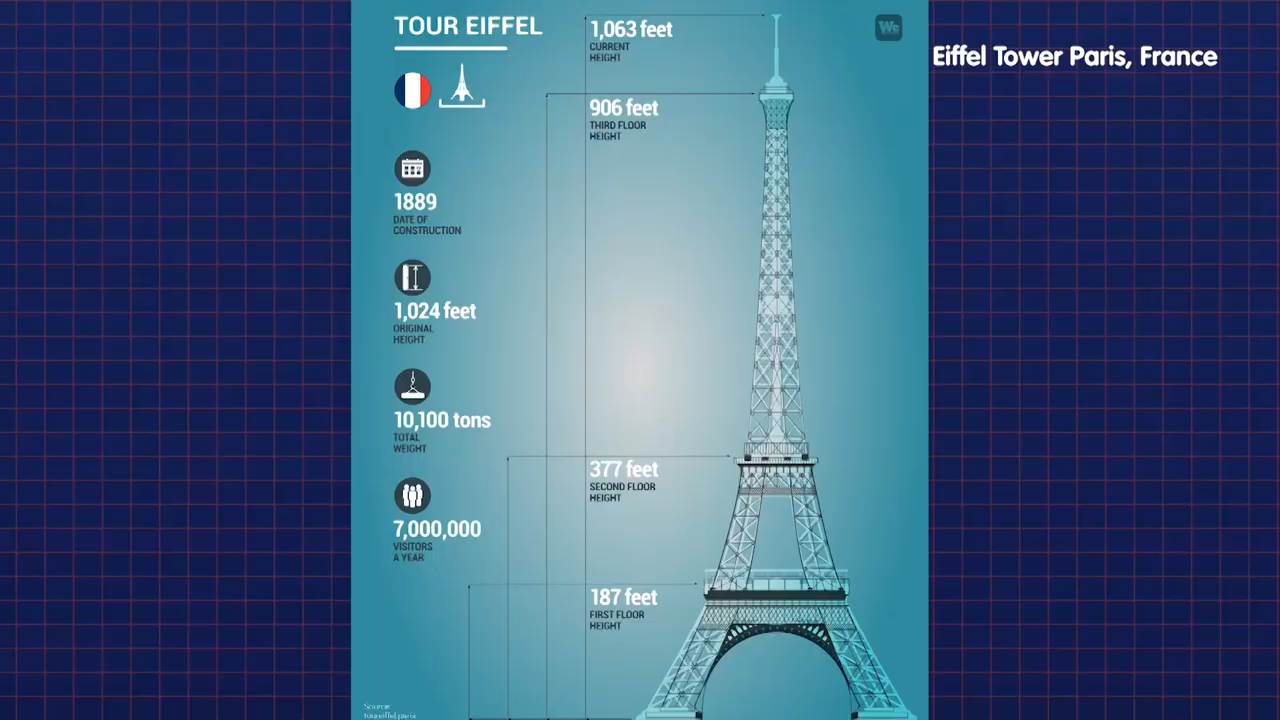 TOUR EIFFEL
1889
DATE OF
CONSTRUCTION
1,024 feet
ORIGINAL
HEIGHT
10,100 tons
TOTAL
WEIGHT
7,000,000
VISITORS
A YEAR
Source:
toureiffel.paris
1,063 feet
CURRENT
HEIGHT
906 feet
THIRD FLOOR
HEIGHT
377 feet
SECOND FLOOR
HEIGHT
187 feet
FIRST FLOOR
HEIGHT
We
Eiffel Tower Paris, France